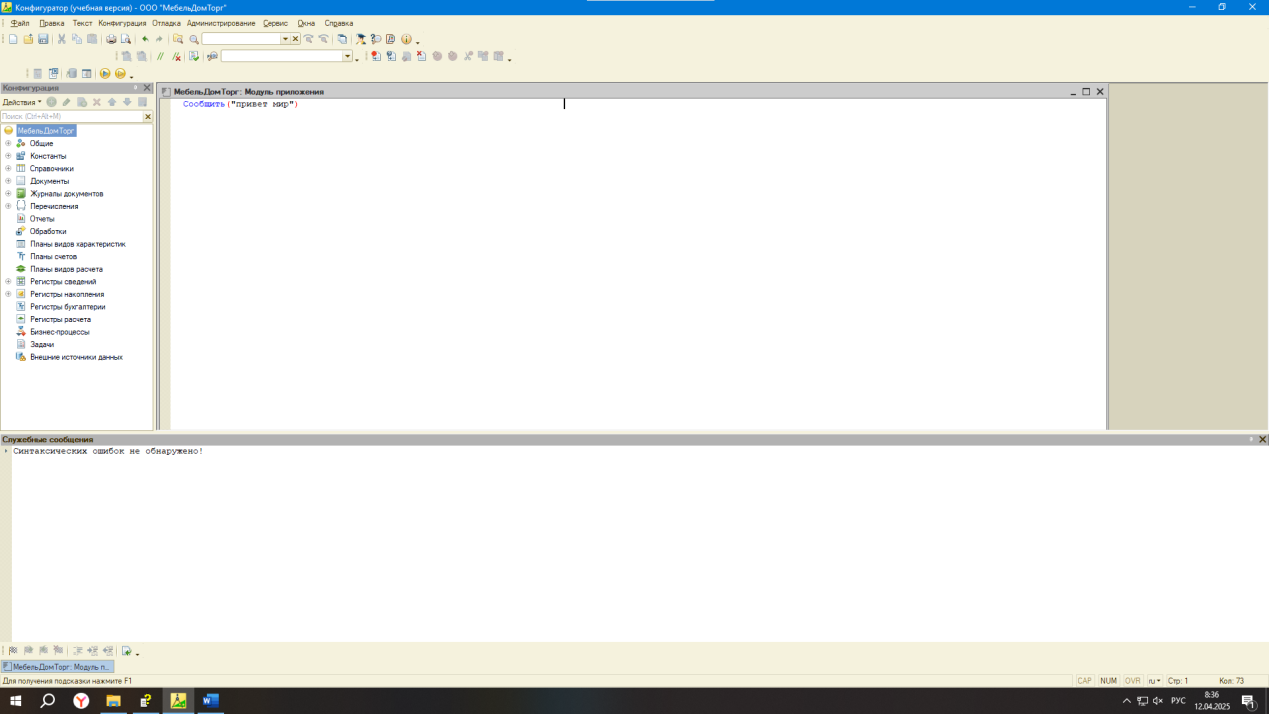 Конфигуратор (учебная версия) - ООО "МебельДомТорг"
Файл Правка Текст Конфигурация Отладка Администрирование Сервис Окна Справка
Конфигурация
Действия
Поиск (Ctrl+Alt+M)
МебельДомТорг
Общие
Константы
Справочники
Документы
Журналы документов
Перечисления
Отчеты
Обработки
Планы видов характеристик
Планы счетов
Планы видов расчета
Регистры сведений
Регистры накопления
Регистры бухгалтерии
Регистры расчета
Бизнес-процессы
Задачи
Внешние источники данных
МебельДомТорг: Модуль приложения
Сообщить("привет мир")
Служебные сообщения
Синтаксических ошибок не обнаружено!
МебельДомТорг: Модуль п...
Для получения подсказки нажмите F1
CAP NUM OVR ru Стр: 1 Кол: 73
РУС 8:36
12.04.2025
1